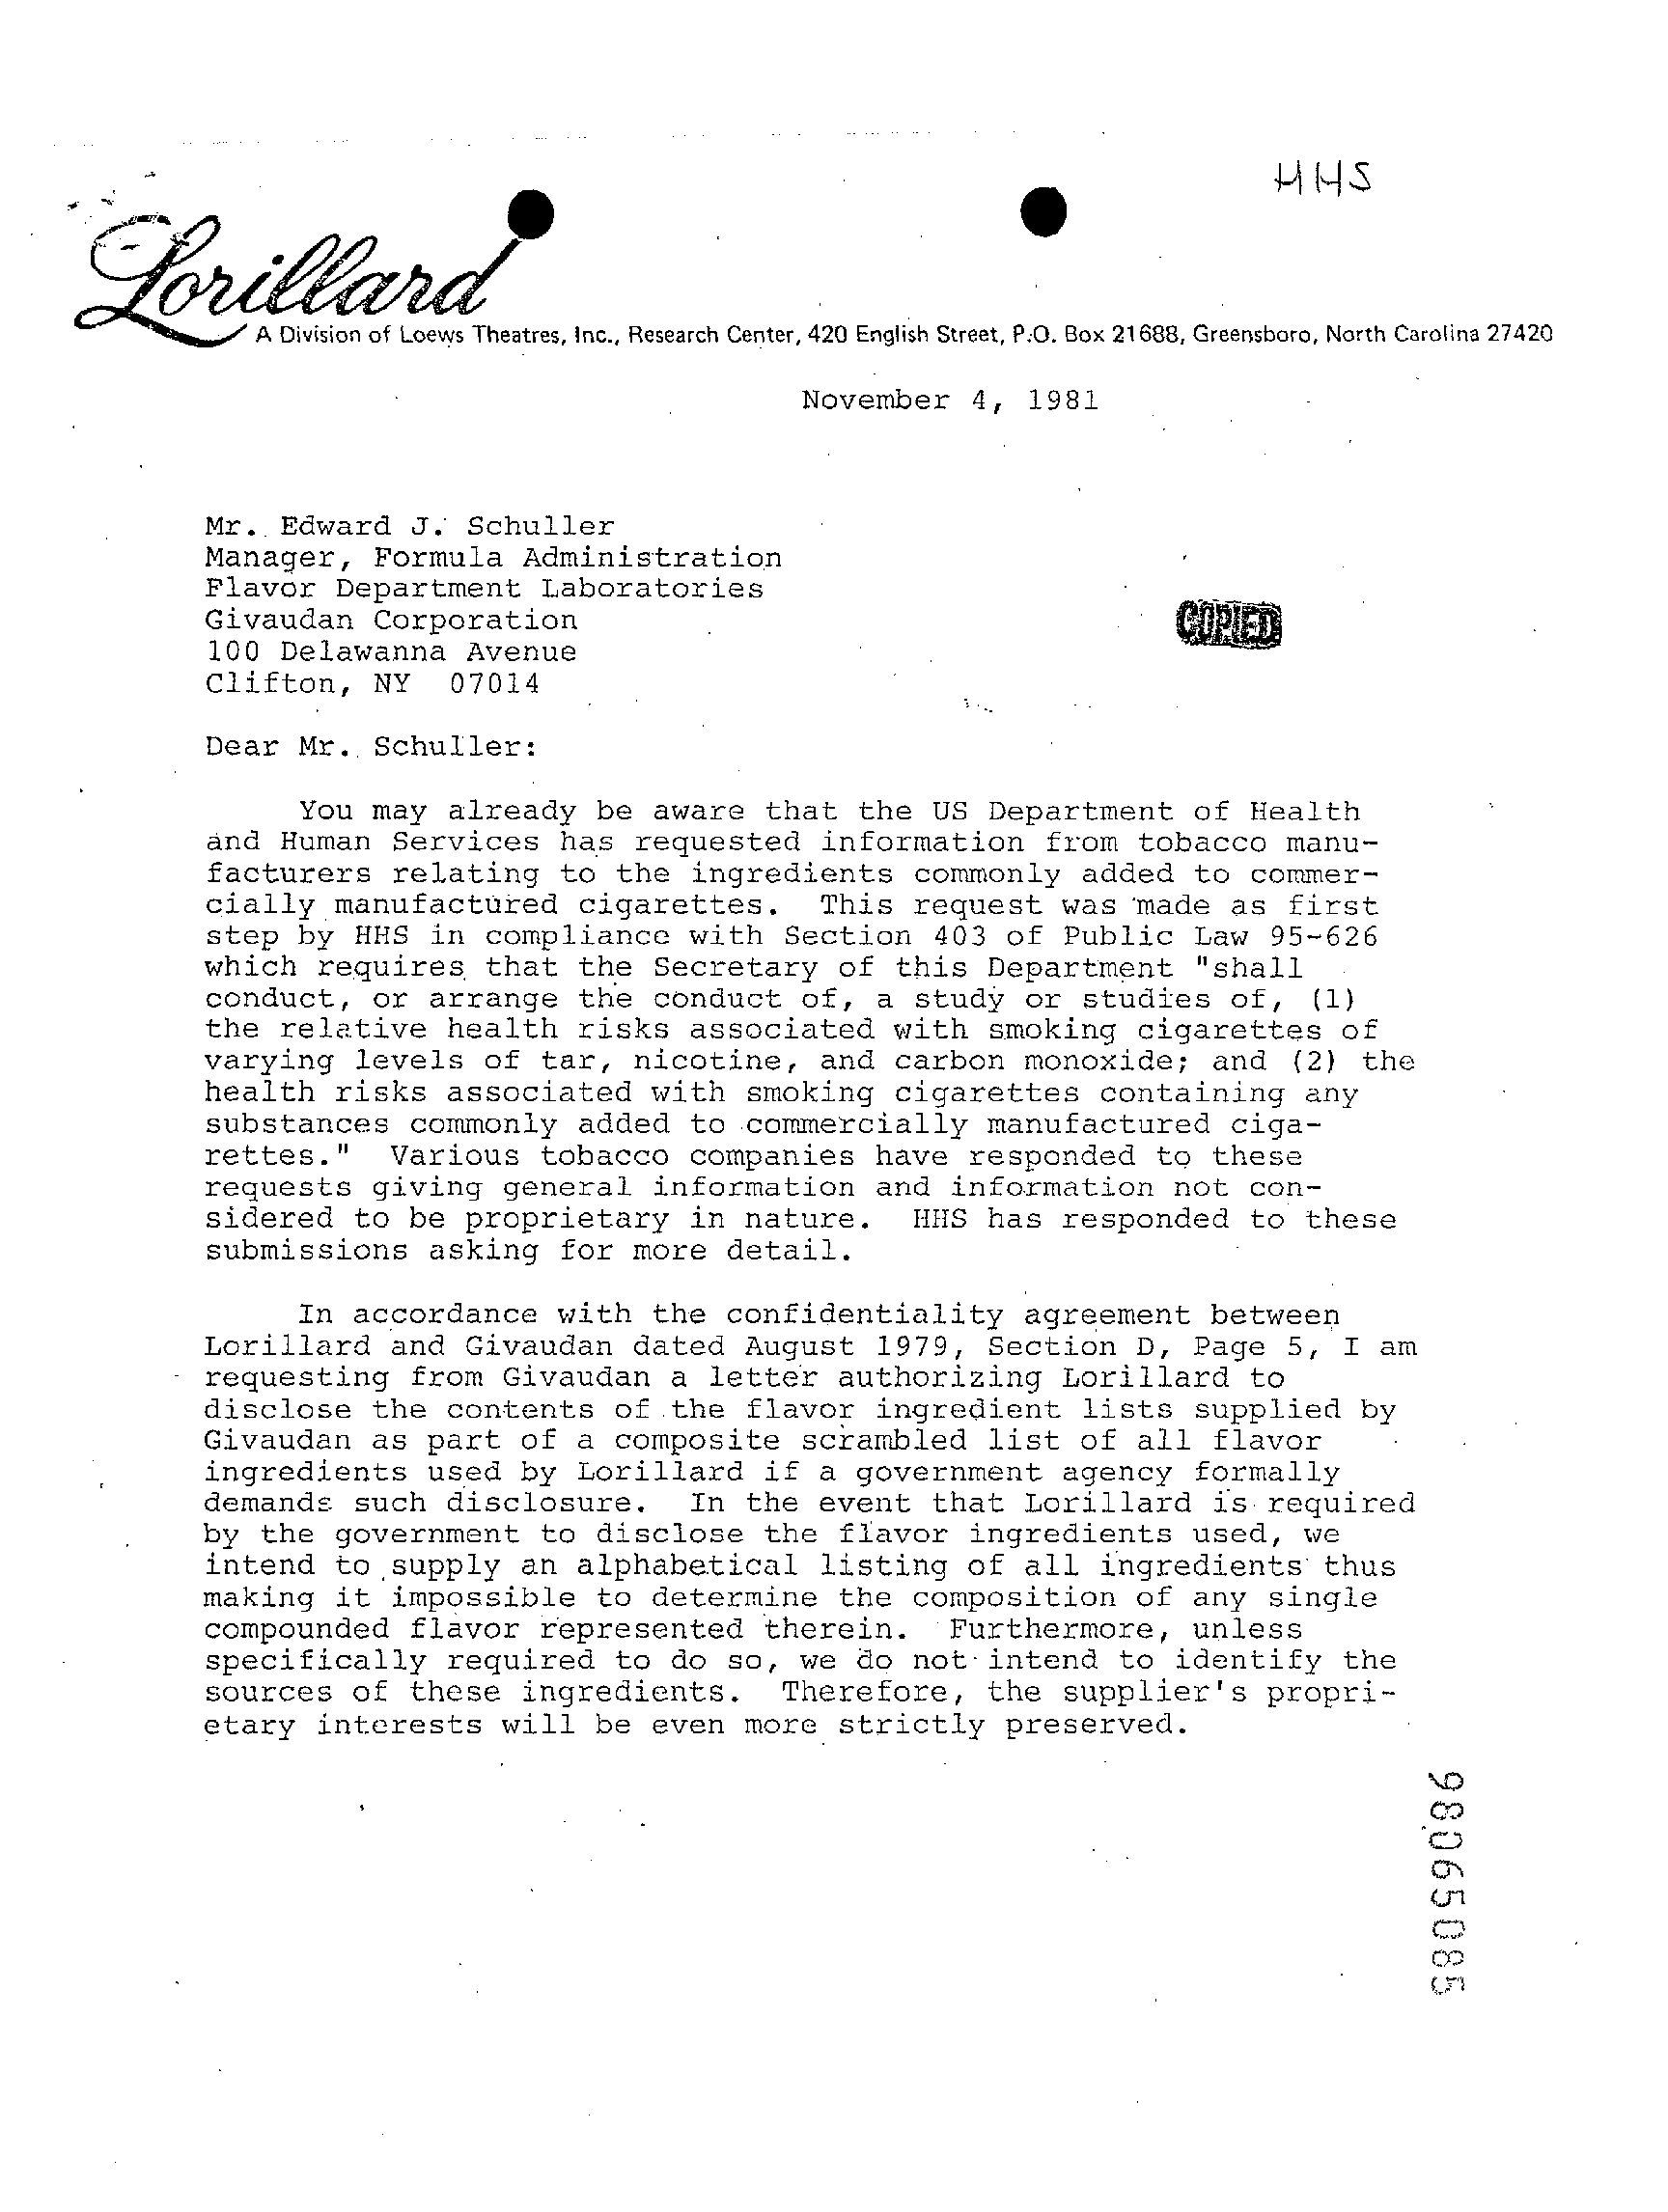 HHS
Lorillard
A Division of Loews Theatres, Inc., Research Center, 420 English Street, P.O. Box 21688, Greensboro, North Carolina 27420
November 4, 1981
Mr. Edward J. Schuller
Manager, Formula Administration
Flavor Department Laboratories
Givaudan Corporation
100 Delawanna Avenue
Clifton, NY 07014
COPIED
Dear Mr. Schuller:
You may already be aware that the US Department of Health
and Human Services has requested information from tobacco manu-
facturers relating to the ingredients commonly added to commer-
cially manufactured cigarettes. This request was made as first
step by HHS in compliance with Section 403 of Public Law 95-626
which requires that the Secretary of this Department "shall
conduct, or arrange the conduct of, a study or studies of, (1)
the relative health risks associated with smoking cigarettes of
varying levels of tar, nicotine, and carbon monoxide; and (2) the
health risks associated with smoking cigarettes containing any
substances commonly added to commercially manufactured ciga-
rettes." Various tobacco companies have responded to these
requests giving general information and information not con-
sidered to be proprietary in nature. HHS has responded to these
submissions asking for more detail.
In accordance with the confidentiality agreement between
Lorillard and Givaudan dated August 1979, Section D, Page 5, I am
requesting from Givaudan a letter authorizing Lorillard to
disclose the contents of the flavor ingredient lists supplied by
Givaudan as part of a composite scrambled list of all flavor
ingredients used by Lorillard if a government agency formally
demands such disclosure. In the event that Lorillard is required
by the government to disclose the flavor ingredients used, we
intend to supply an alphabetical listing of all ingredients thus
making it impossible to determine the composition of any single
compounded flavor represented therein. Furthermore, unless
specifically required to do so, we do not intend to identify the
sources of these ingredients. Therefore, the supplier's propri-
etary interests will be even more strictly preserved.
98065085